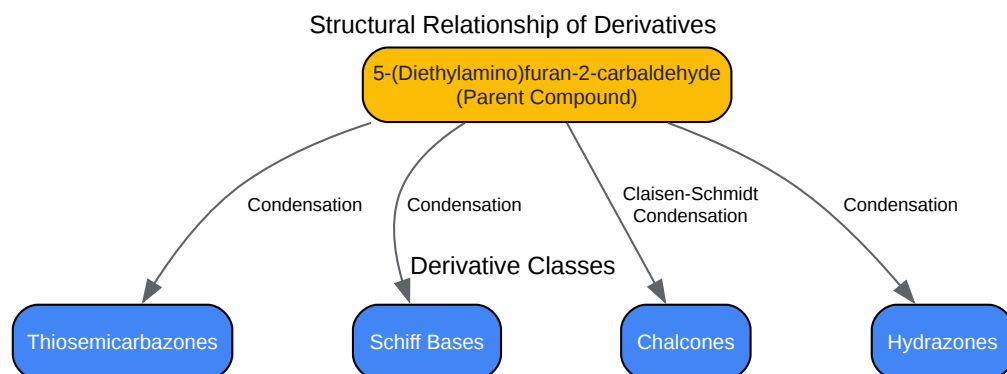 Structural Relationship of Derivatives
5-(Diethylamino)furan-2-carbaldehyde
(Parent Compound)
Condensation
Condensation
Claisen-Schmidt
Condensation
Condensation
Derivative Classes
Thiosemicarbazones
Schiff Bases
Chalcones
Hydrazones